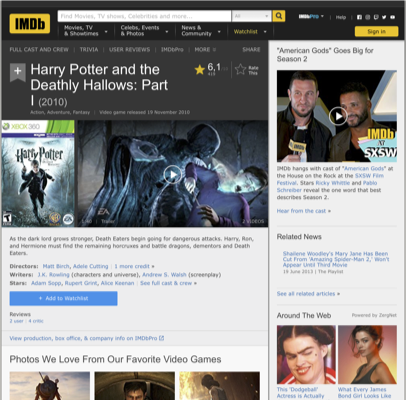 IMDb
Find Movies, TV shows, Celebrities and more...
All
Movies, TV
& Showtimes
Celebs, Events
& Photos
News &
Community
Watchlist
IMDbPro
Help
Sign in
FULL CAST AND CREW | TRIVIA | USER REVIEWS | IMDbPro | MORE
SHARE
Harry Potter and the
Deathly Hallows: Part
I (2010)
6,1
Rate
This
Action, Adventure, Fantasy | Video game released 19 November 2010
XBOX 360
Harry Potter
EA
2 VIDEOS
As the dark lord grows stronger, Death Eaters begin going for dangerous attacks. Harry, Ron,
and Hermione must find the remaining horcruxes and battle dragons, dementors and Death
Eaters.
Directors: Matt Birch, Adele Cutting | 1 more credit »
Writers: J.K. Rowling (characters and universe), Andrew S. Walsh (screenplay)
Stars: Adam Sopp, Rupert Grint, Alice Keenan | See full cast & crew »
+ Add to Watchlist
Reviews
2 user | 4 critic
View production, box office, & company info on IMDbPro
Photos We Love From Our Favorite Video Games
"American Gods" Goes Big for
Season 2
IMDb
AT
SXSW
IMDb hangs with cast of "American Gods"
at the House on the Rock at the SXSW Film
Festival. Stars Ricky Whittle and Pablo
Schreiber reveal the one word that best
describes Season 2.
Hear from the cast »
Related News
Shailene Woodley's Mary Jane Has Been
Cut From 'Amazing Spider-Man 2,' Won't
Appear Until Third Movie
19 June 2013 | The Playlist
See all related articles »
Around The Web
Powered by ZergNet
This 'Dodgeball'
Actress is Actually
What Every James
Bond Girl Looks Like